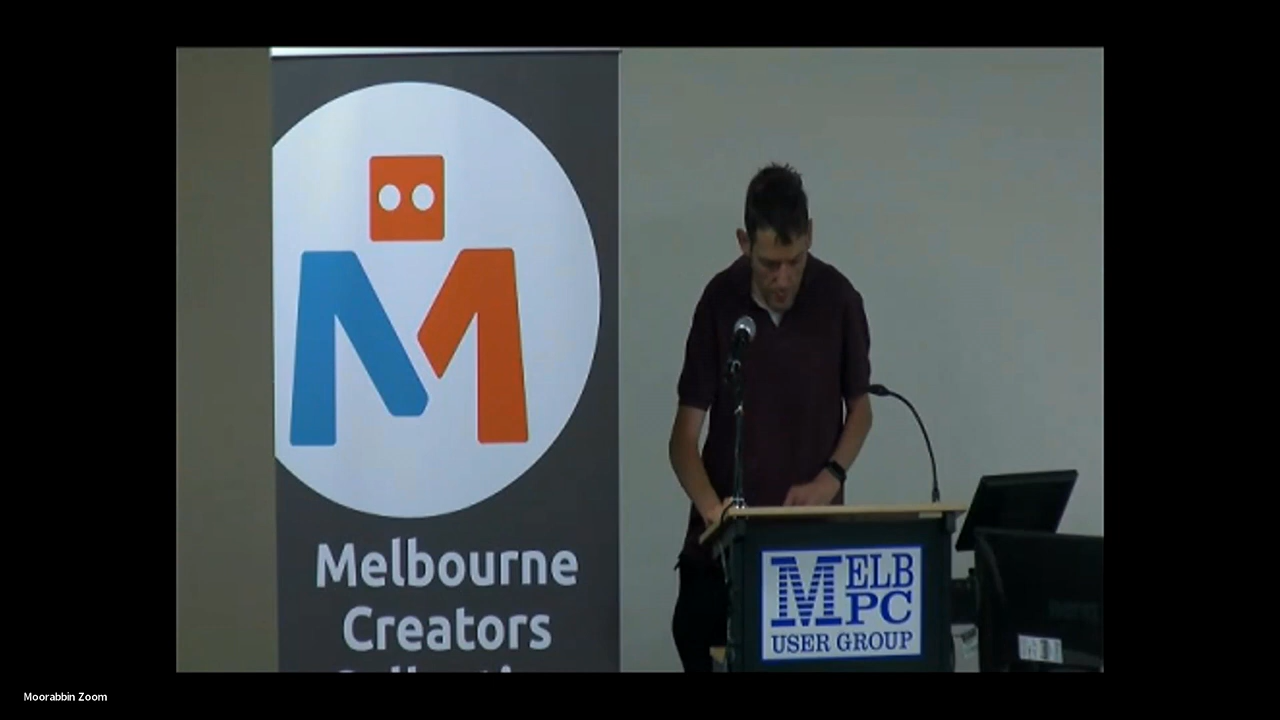 Melbourne
Creators
MELB
PC
USER GROUP
Moorabbin Zoom